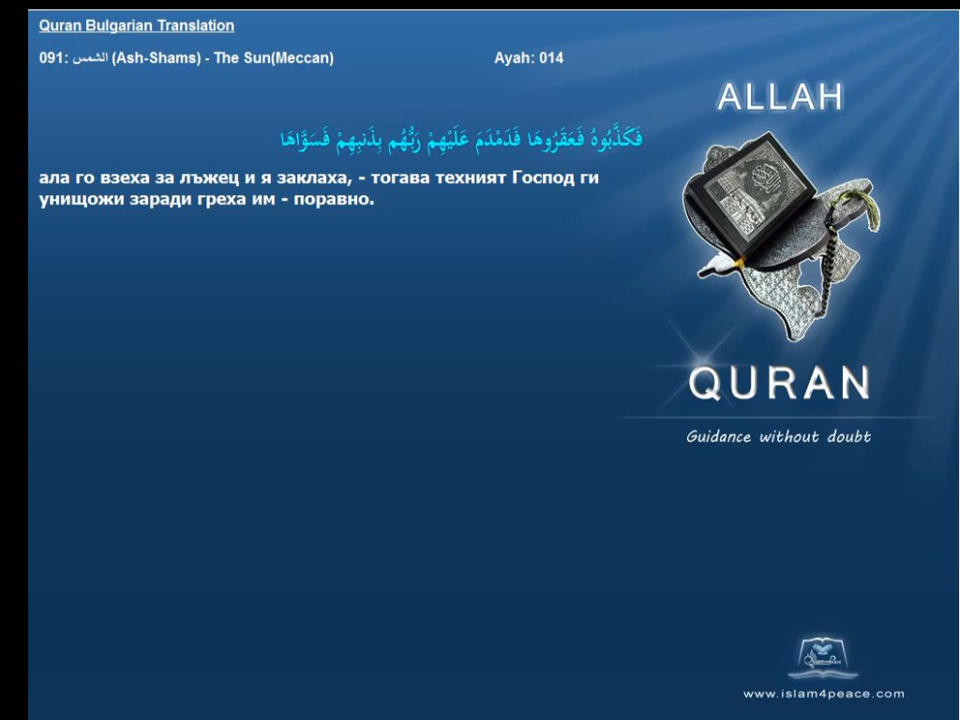 Quran Bulgarian Translation
091: الشمس (Ash-Shams) - The Sun(Meccan)
Ayah: 014
فَكَذَّبُوهُ فَعَقَرُوهَا فَدَمْدَمَ عَلَيْهِمْ رَبُّهُم بِذَنبِهِمْ فَسَوَّاهَا
ала го взеха за лъжец и я заклаха, - тогава техният Господ ги
унищожи заради греха им - поравно.
ALLAH
QURAN
Guidance without doubt
www.islam4peace.com